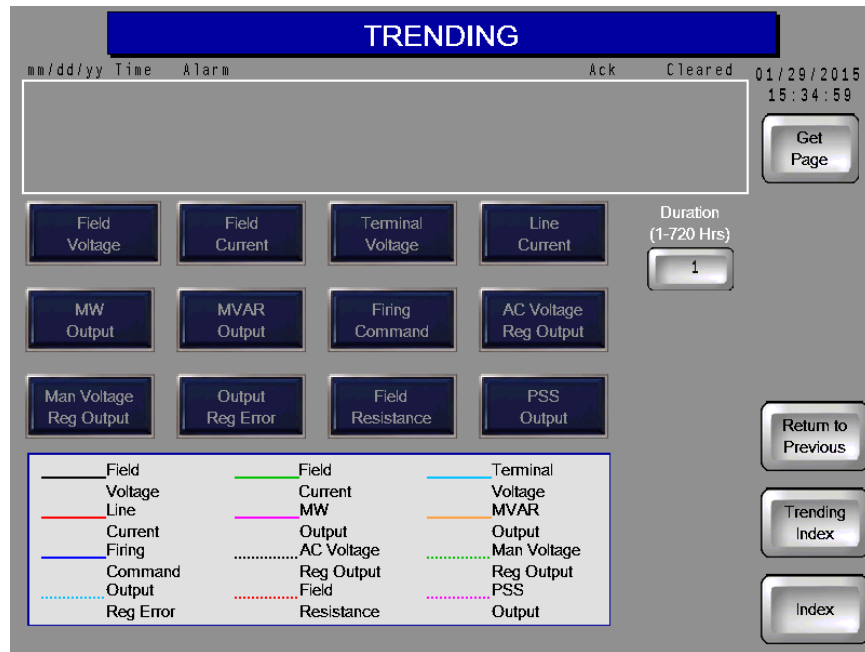 TRENDING
mm/dd/yy Time Alarm Ack Cleared
01/29/2015
15:34:59
Get
Page
Field
Voltage
Field
Current
Terminal
Voltage
Line
Current
Duration
(1-720 Hrs)
1
MW
Output
MVAR
Output
Firing
Command
AC Voltage
Reg Output
Man Voltage
Reg Output
Output
Reg Error
Field
Resistance
PSS
Output
Return to
Previous
Trending
Index
Index
Field
Voltage
Field
Current
Terminal
Voltage
Line
Current
MW
Output
MVAR
Output
Firing
Command
AC Voltage
Reg Output
Man Voltage
Reg Output
Output
Reg Error
Field
Resistance
PSS
Output